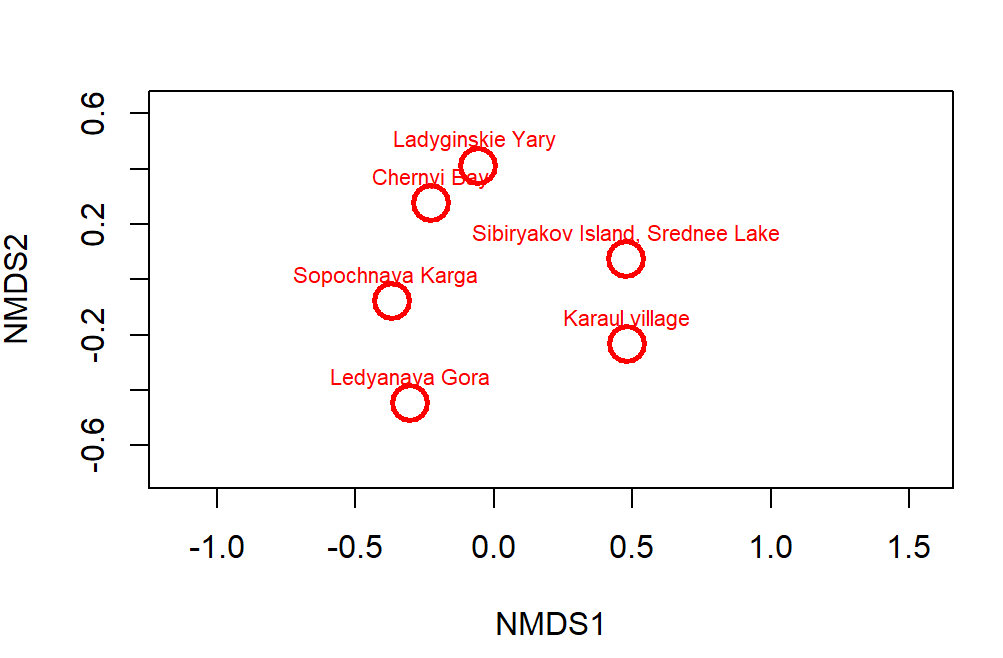 0.6
Ladyginskie Yary
Chernyi Bay
0.2
Sibiryakov Island, Srednee Lake
NMDS2
Sopochnaya Karga
-0.2
Karaul village
Ledyanaya Gora
-0.6
-1.0 -0.5 0.0 0.5 1.0 1.5
NMDS1